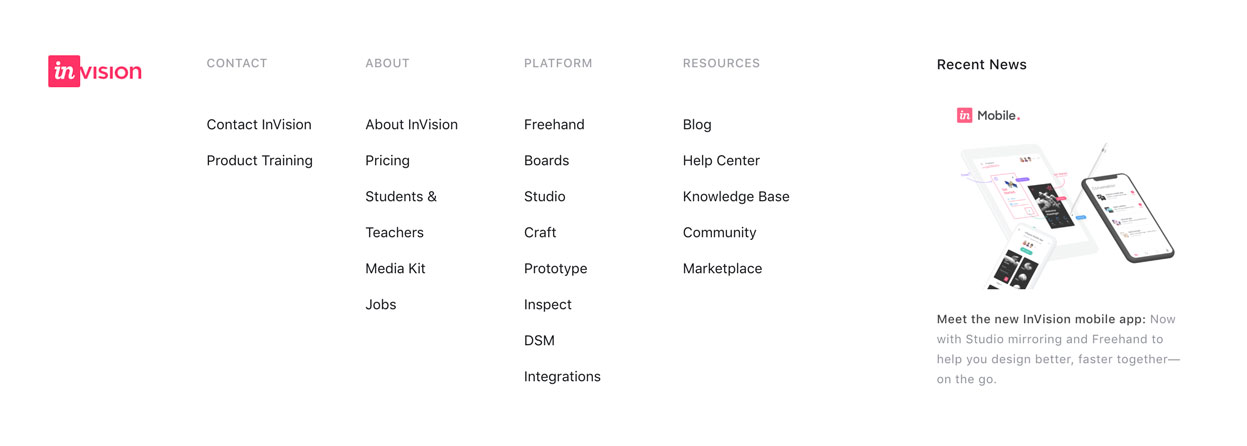 in VISION
CONTACT
Contact InVision
Product Training
ABOUT
About InVision
Pricing
Students &
Teachers
Media Kit
Jobs
PLATFORM
Freehand
Boards
Studio
Craft
Prototype
Inspect
DSM
Integrations
RESOURCES
Blog
Help Center
Knowledge Base
Community
Marketplace
Recent News
in Mobile.
Meet the new InVision mobile app: Now
with Studio mirroring and Freehand to
help you design better, faster together—
on the go.